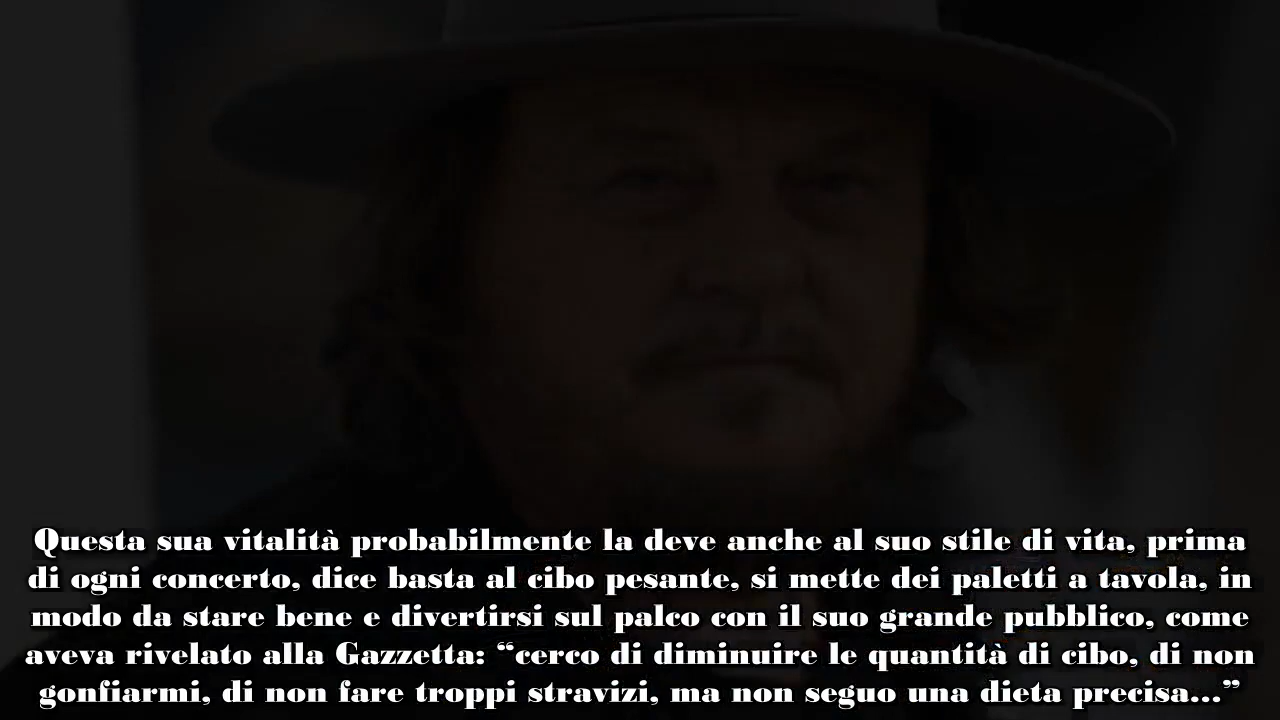 Questa sua vitalità probabilmente la deve anche al suo stile di vita, prima
di ogni concerto, dice basta al cibo pesante, si mette dei paletti a tavola, in
modo da stare bene e divertirsi sul palco con il suo grande pubblico, come
aveva rivelato alla Gazzetta: “cerco di diminuire le quantità di cibo, di non
gonfiarmi, di non fare troppi stravizi, ma non seguo una dieta precisa...”